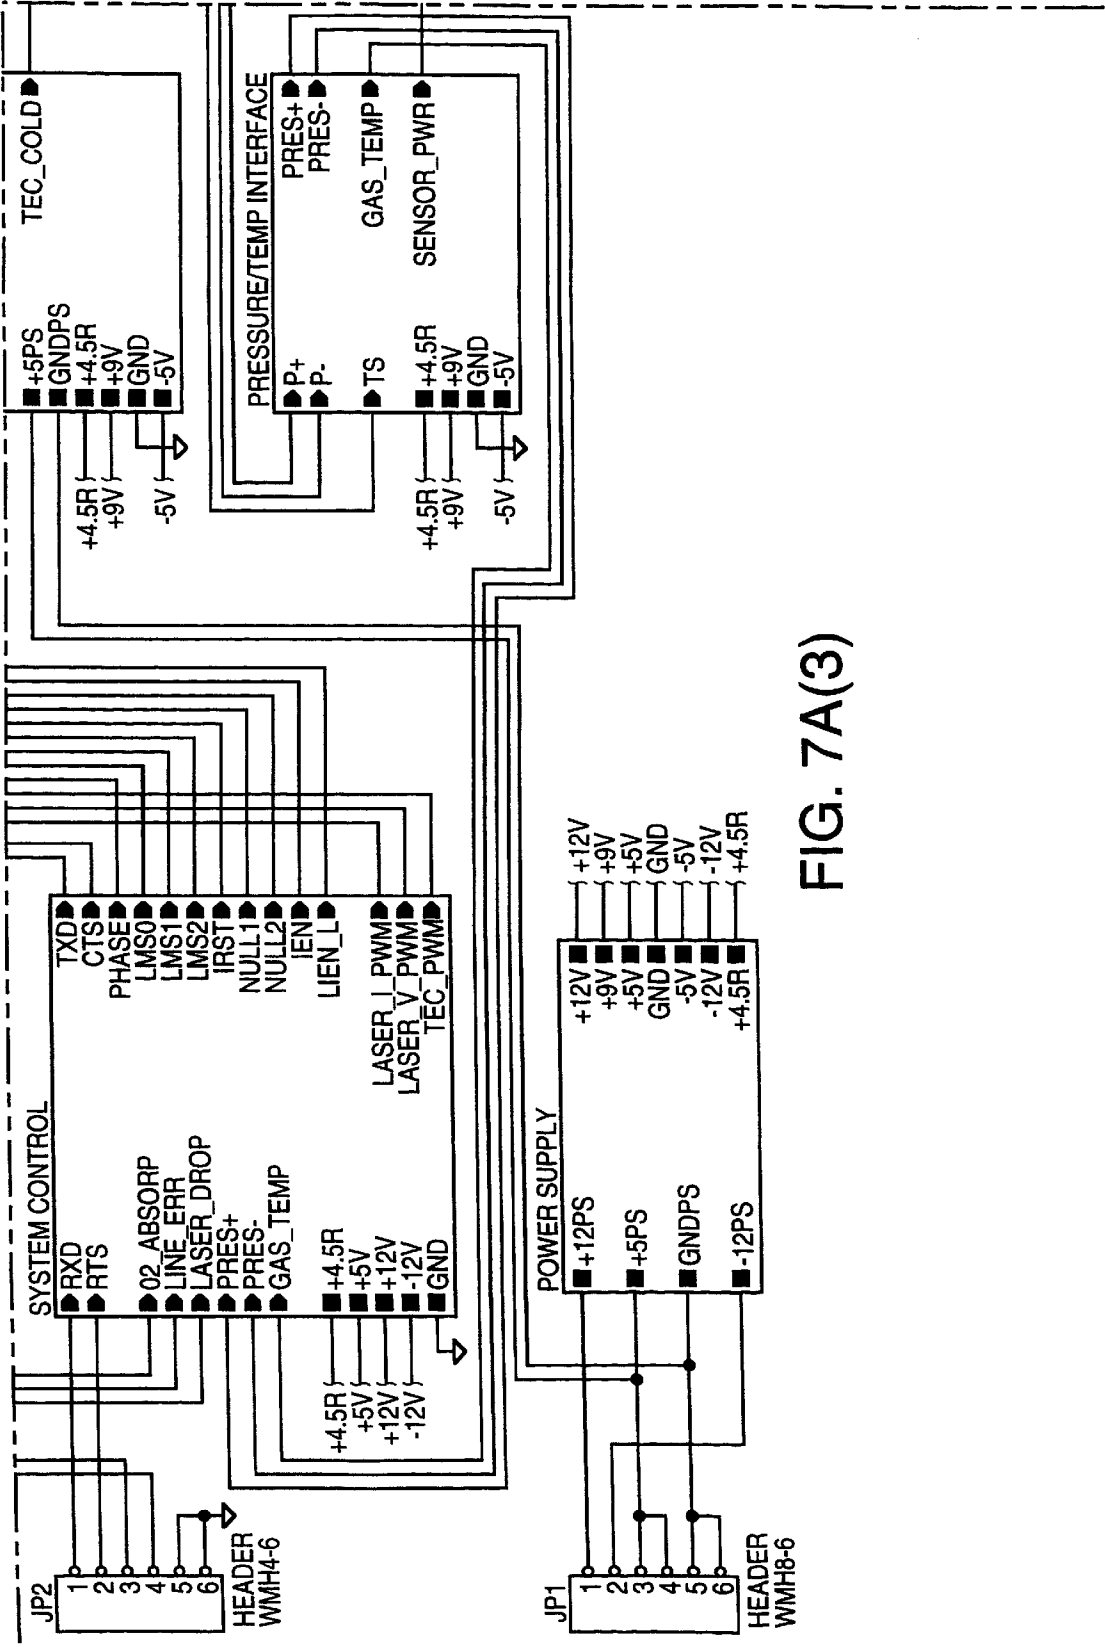 JP2
1
2
3
4
5
6
HEADER
WMH4-6
SYSTEM CONTROL
RXD
RTS
02_ABSORP
LINE_ERR
LASER_DROP
PRES+
PRES-
GAS_TEMP
+4.5R
+5V
+12V
-12V
GND
+4.5R
+5V
+12V
-12V
TXD
CTS
PHASE
LMS0
LMS1
LMS2
IRST
NULL1
NULL2
IEN
LIEN_L
LASER_I_PWM
LASER_V_PWM
TEC_PWM
+5PS
GNDPS
+4.5R
+9V
GND
-5V
+4.5R
+9V
-5V
TEC_COLD
PRESSURE/TEMP INTERFACE
P+
P-
TS
+4.5R
+9V
GND
-5V
+4.5R
+9V
-5V
PRES+
PRES-
GAS_TEMP
SENSOR_PWR
JP1
1
2
3
4
5
6
HEADER
WMH8-6
POWER SUPPLY
+12PS
+5PS
GNDPS
-12PS
+12V
+9V
+5V
GND
-5V
-12V
+4.5R
+12V
+9V
+5V
GND
-5V
-12V
+4.5R
FIG. 7A(3)